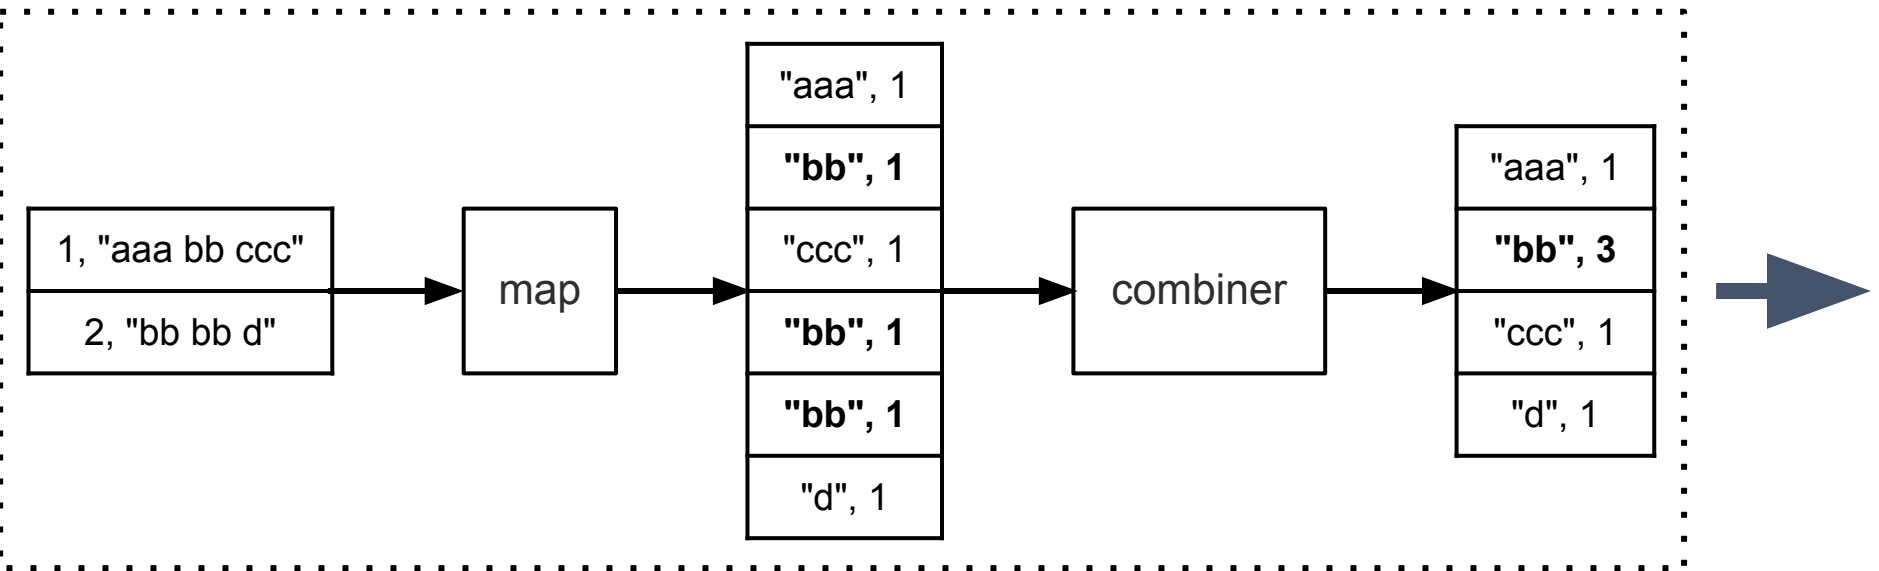 1, "aaa bb ccc"
2, "bb bb d"
map
"aaa", 1
"bb", 1
"ccc", 1
"bb", 1
"bb", 1
"d", 1
combiner
"aaa", 1
"bb", 3
"ccc", 1
"d", 1